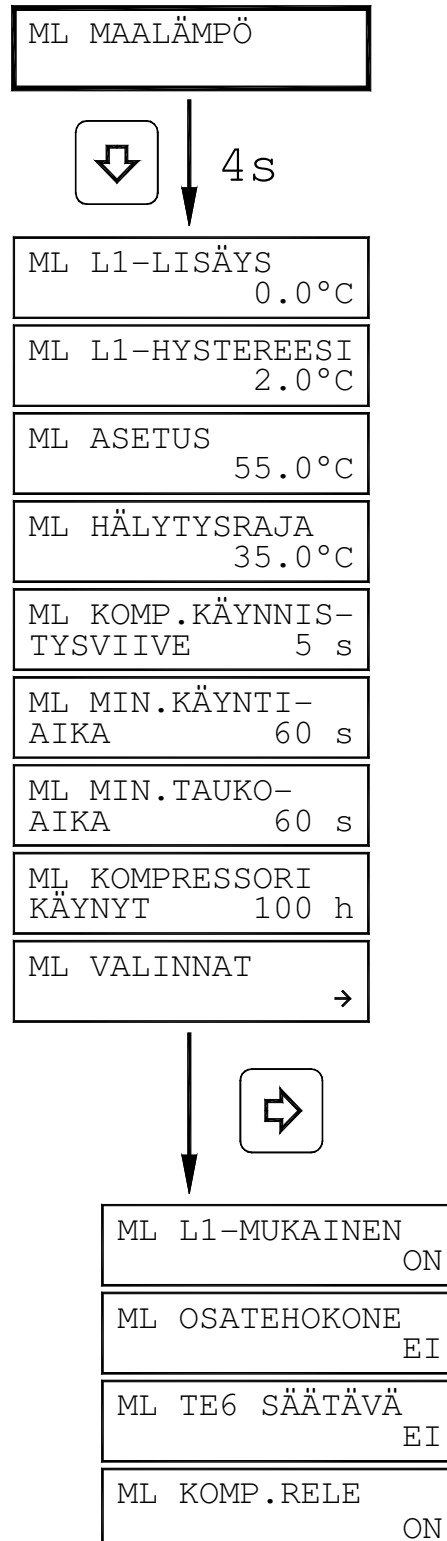 ML MAALÄMPÖ
4s
ML L1-LISÄYS
0.0°C
ML L1-HYSTEREESI
2.0°C
ML ASETUS
55.0°C
ML HÄLYTYSRAJA
35.0°C
ML KOMP.KÄYNNIS-
TYSVIIVE 5 s
ML MIN.KÄYNTI-
AIKA 60 s
ML MIN.TAUKO-
AIKA 60 s
ML KOMPRESSORI
KÄYNYT 100 h
ML VALINNAT
→
ML L1-MUKAINEN
ON
ML OSATEHOKONE
EI
ML TE6 SÄÄTÄVÄ
EI
ML KOMP.RELE
ON